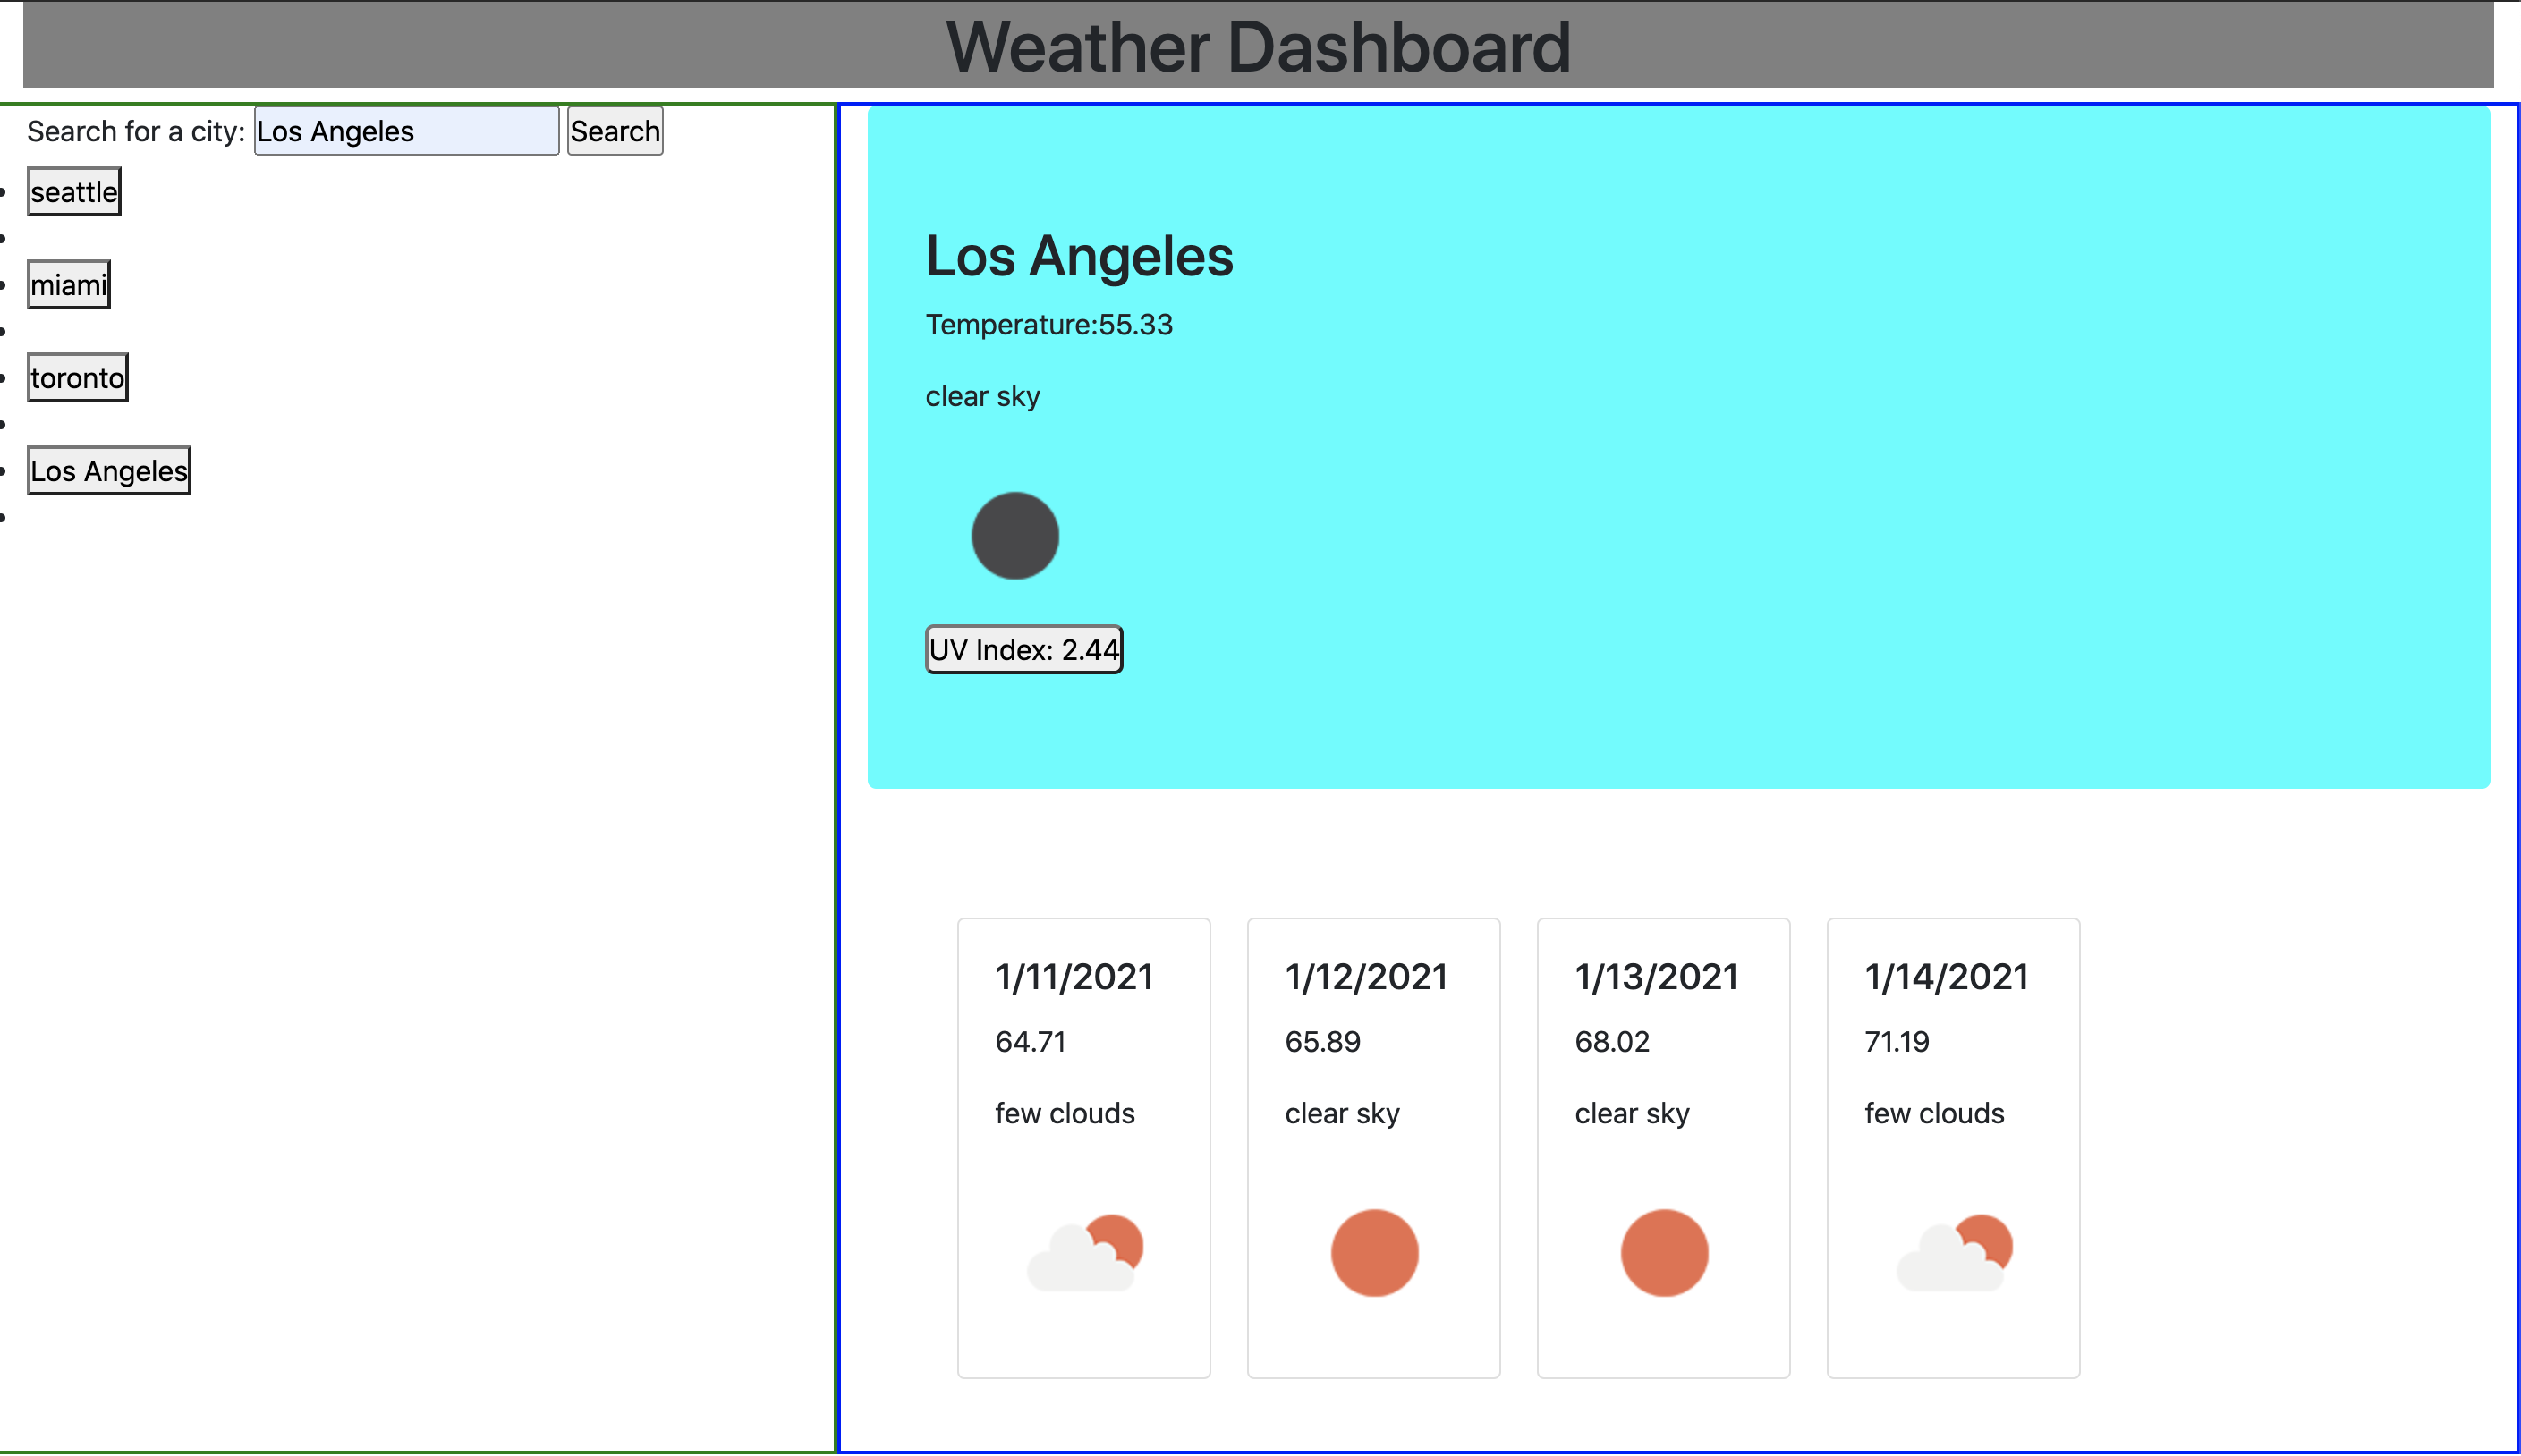 Weather Dashboard
Search for a city: Los Angeles Search
seattle
miami
toronto
Los Angeles
Los Angeles
Temperature:55.33
clear sky
UV Index: 2.44
1/11/2021
64.71
few clouds
1/12/2021
65.89
clear sky
1/13/2021
68.02
clear sky
1/14/2021
71.19
few clouds